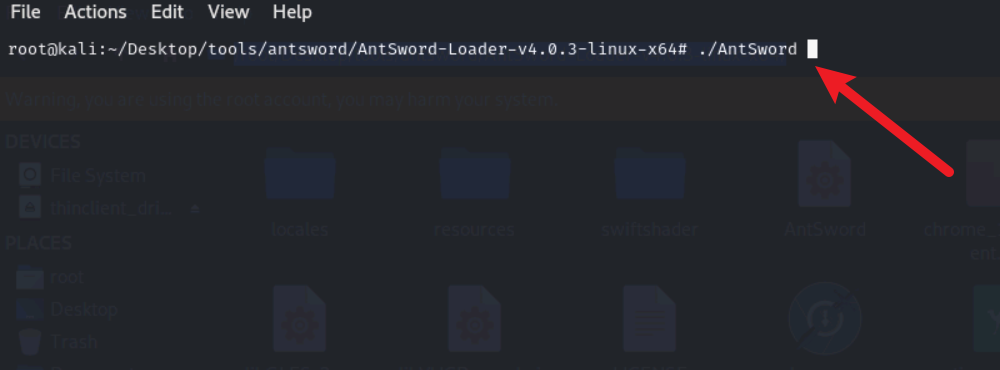 File Actions Edit View Help
root@kali:~/Desktop/tools/antsword/AntSword-Loader-v4.0.3-linux-x64# ./AntSword
Warning, you are using the root account, you may harm your system.
DEVICES
File System
thinclient_dri...
locales
resources
swiftshader
AntSword
chrome_
PLACES
root
Desktop
Trash